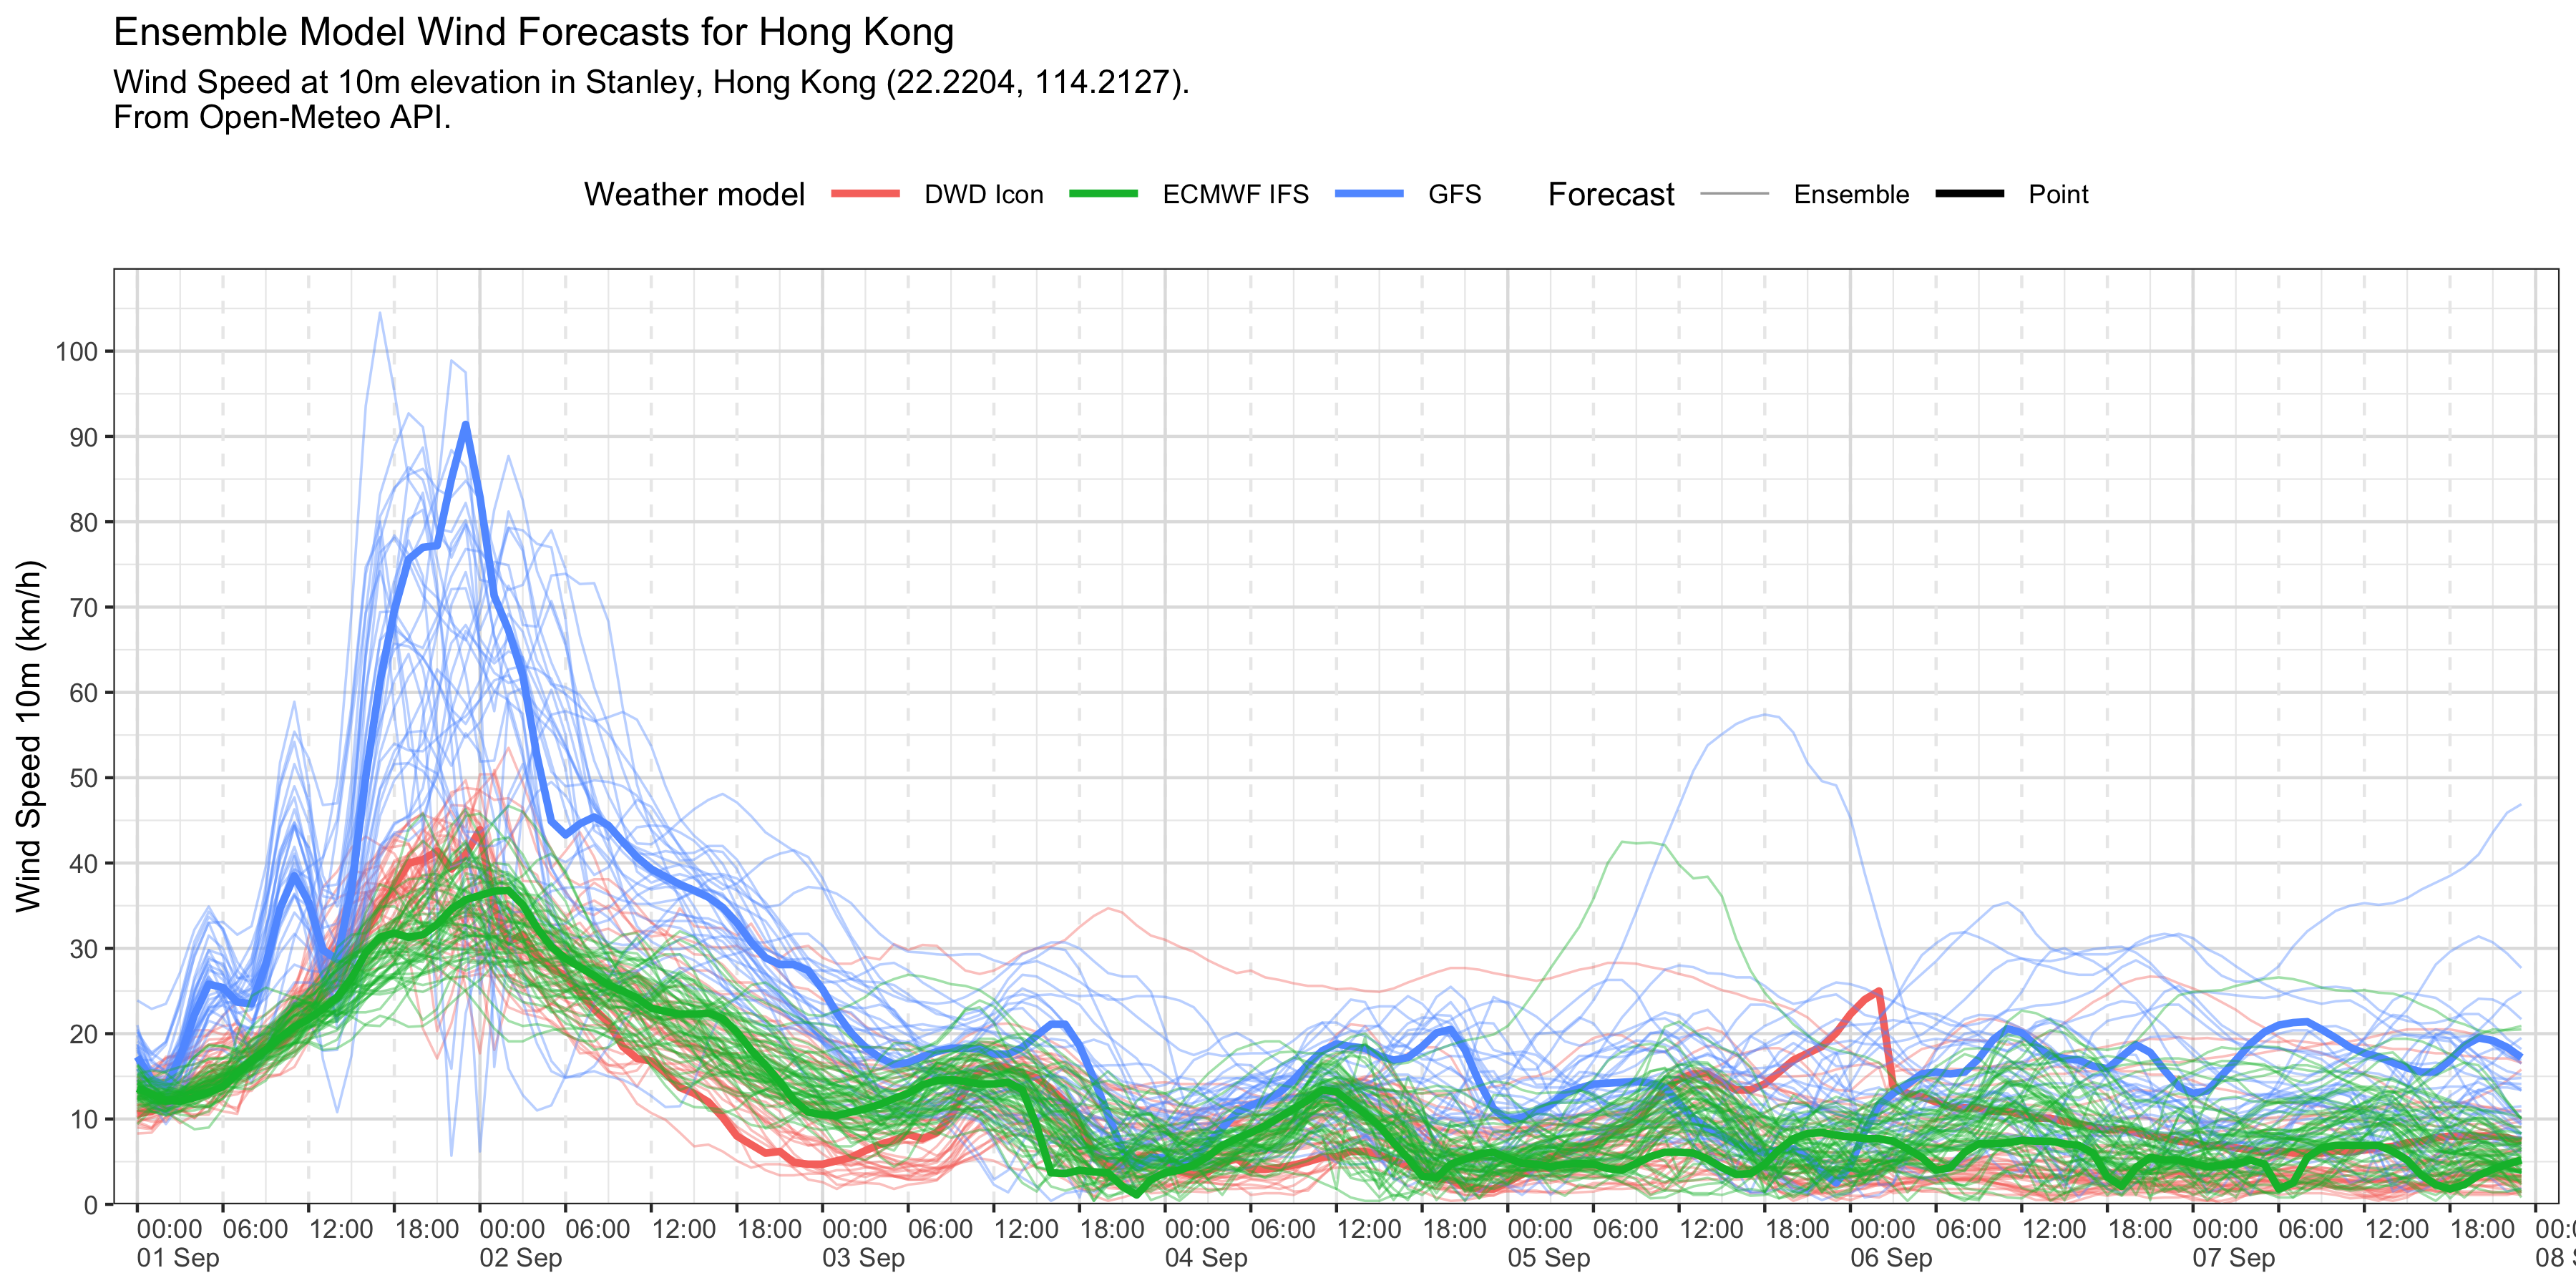 Ensemble Model Wind Forecasts for Hong Kong
Wind Speed at 10m elevation in Stanley, Hong Kong (22.2204, 114.2127).
From Open-Meteo API.
Weather model DWD Icon ECMWF IFS GFS Forecast Ensemble Point
Wind Speed 10m (km/h)
100
90
80
70
60
50
40
30
20
10
0
00:00 06:00 12:00 18:00 00:00 06:00 12:00 18:00 00:00 06:00 12:00 18:00 00:00 06:00 12:00 18:00 00:00 06:00 12:00 18:00 00:00 06:00 12:00 18:00 00:00 06:00 12:00 18:00
01 Sep 02 Sep 03 Sep 04 Sep 05 Sep 06 Sep 07 Sep 08